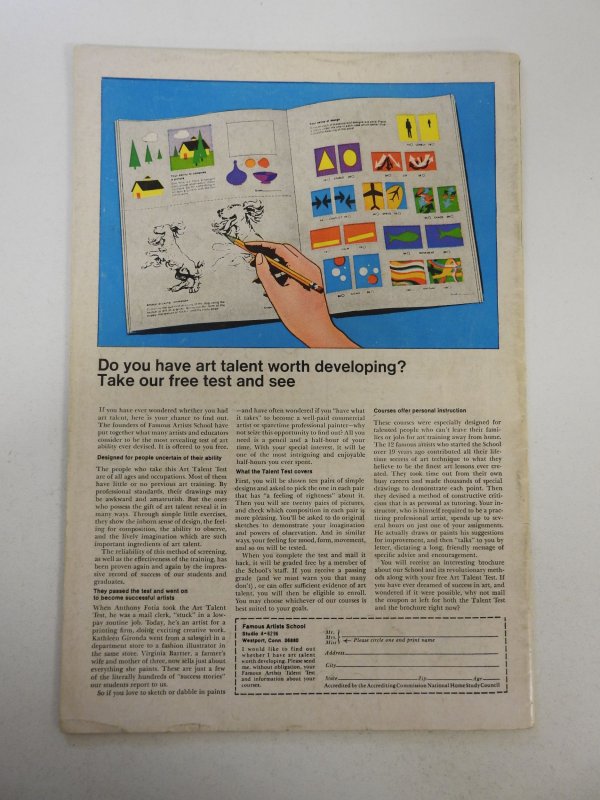 Do you have art talent worth developing?
Take our free test and see
If you have ever wondered whether you had
art talent, here is your chance to find out.
The founders of Famous Artists School have
put together what many artists and educators
consider to be the most revealing test of art
ability ever devised. It is offered to you free.
Designed for people uncertain of their ability
The people who take this Art Talent Test
are of all ages and occupations. Most of them
have little or no previous art training. By
professional standards, their drawings may
be awkward and amateurish. But the ones
who possess the gift of art talent reveal it in
many ways. Through simple little exercises,
they show the inborn sense of design, the feel-
ing for composition, the ability to observe
and the lively imagination which are such
important ingredients of art talent.
The reliability of this method of screening,
as well as the effectiveness of the training, has
been proven again and again by the impres-
sive record of success of our students and
graduates.
They passed the test and went on
to become successful artists
When Anthony Fotia took the Art Talent
Test, he was a mail clerk, "stuck" in a low-
pay routine job. Today, he's an artist for a
printing firm, doing exciting creative work.
Kathleen Gironda went from a salesgirl in a
department store to a fashion illustrator in
the same store. Virginia Bartter, a farmer's
wife and mother of three, now sells just about
everything she paints. These are just a few
of the literally hundreds of "success stories"
our students report to us.
So if you love to sketch or dabble in paints
—and have often wondered if you "have what
it takes" to become a well-paid commercial
artist or sparetime professional painter—why
not seize this opportunity to find out? All you
need is a pencil and a half-hour of your
time. With your special interest, it will be
one of the most intriguing and enjoyable
half-hours you ever spent.
What the Talent Test covers
First, you will be shown ten pairs of simple
designs and asked to pick the one in each pair
that has "a feeling of rightness" about it.
Then you will see twenty pairs of pictures,
and check which composition in each pair is
more pleasing. You'll be asked to do original
sketches to demonstrate your imagination
and powers of observation. And in similar
ways, your feeling for mood, form, movement,
and so on will be tested.
When you complete the test and mail it
back, it will be graded free by a member of
the School's staff. If you receive a passing
grade (and we must warn you that many
don't), or can offer sufficient evidence of art
talent, you will then be eligible to enroll.
You may choose whichever of our courses is
best suited to your goals.
Courses offer personal instruction
These courses were especially designed for
talented people who can't leave their fami-
lies or jobs for art training away from home.
The 12 famous artists who started the School
over 19 years ago contributed all their life-
time secrets of art technique to what they
believe to be the finest art lessons ever cre-
ated. They took time out from their own
busy careers and made thousands of special
drawings to demonstrate each point. Then
they devised a method of constructive criti-
cism that is as personal as tutoring. Your in-
structor, who is himself required to be a prac-
ticing professional artist, spends up to sev-
eral hours on just one of your assignments.
He actually draws or paints his suggestions
for improvement, and then "talks" to you by
letter, dictating a long, friendly message of
specific advice and encouragement.
You will receive an interesting brochure
about our School and its revolutionary meth-
ods along with your free Art Talent Test. If
you have ever dreamed of success in art, and
wondered if it were possible, why not mail
the coupon at left for both the Talent Test
and the brochure right now?
Famous Artists School
Westport, Conn. 06880
I would like to find out
whether I have art talent
worth developing. Please send
me, without obligation, your
Famous Artists Talent Test
and information about your
courses.
Mr.
Mrs.
Miss
Please circle one and print name
Address
City
State Zip Age
Accredited by the Accrediting Commission National Home Study Council